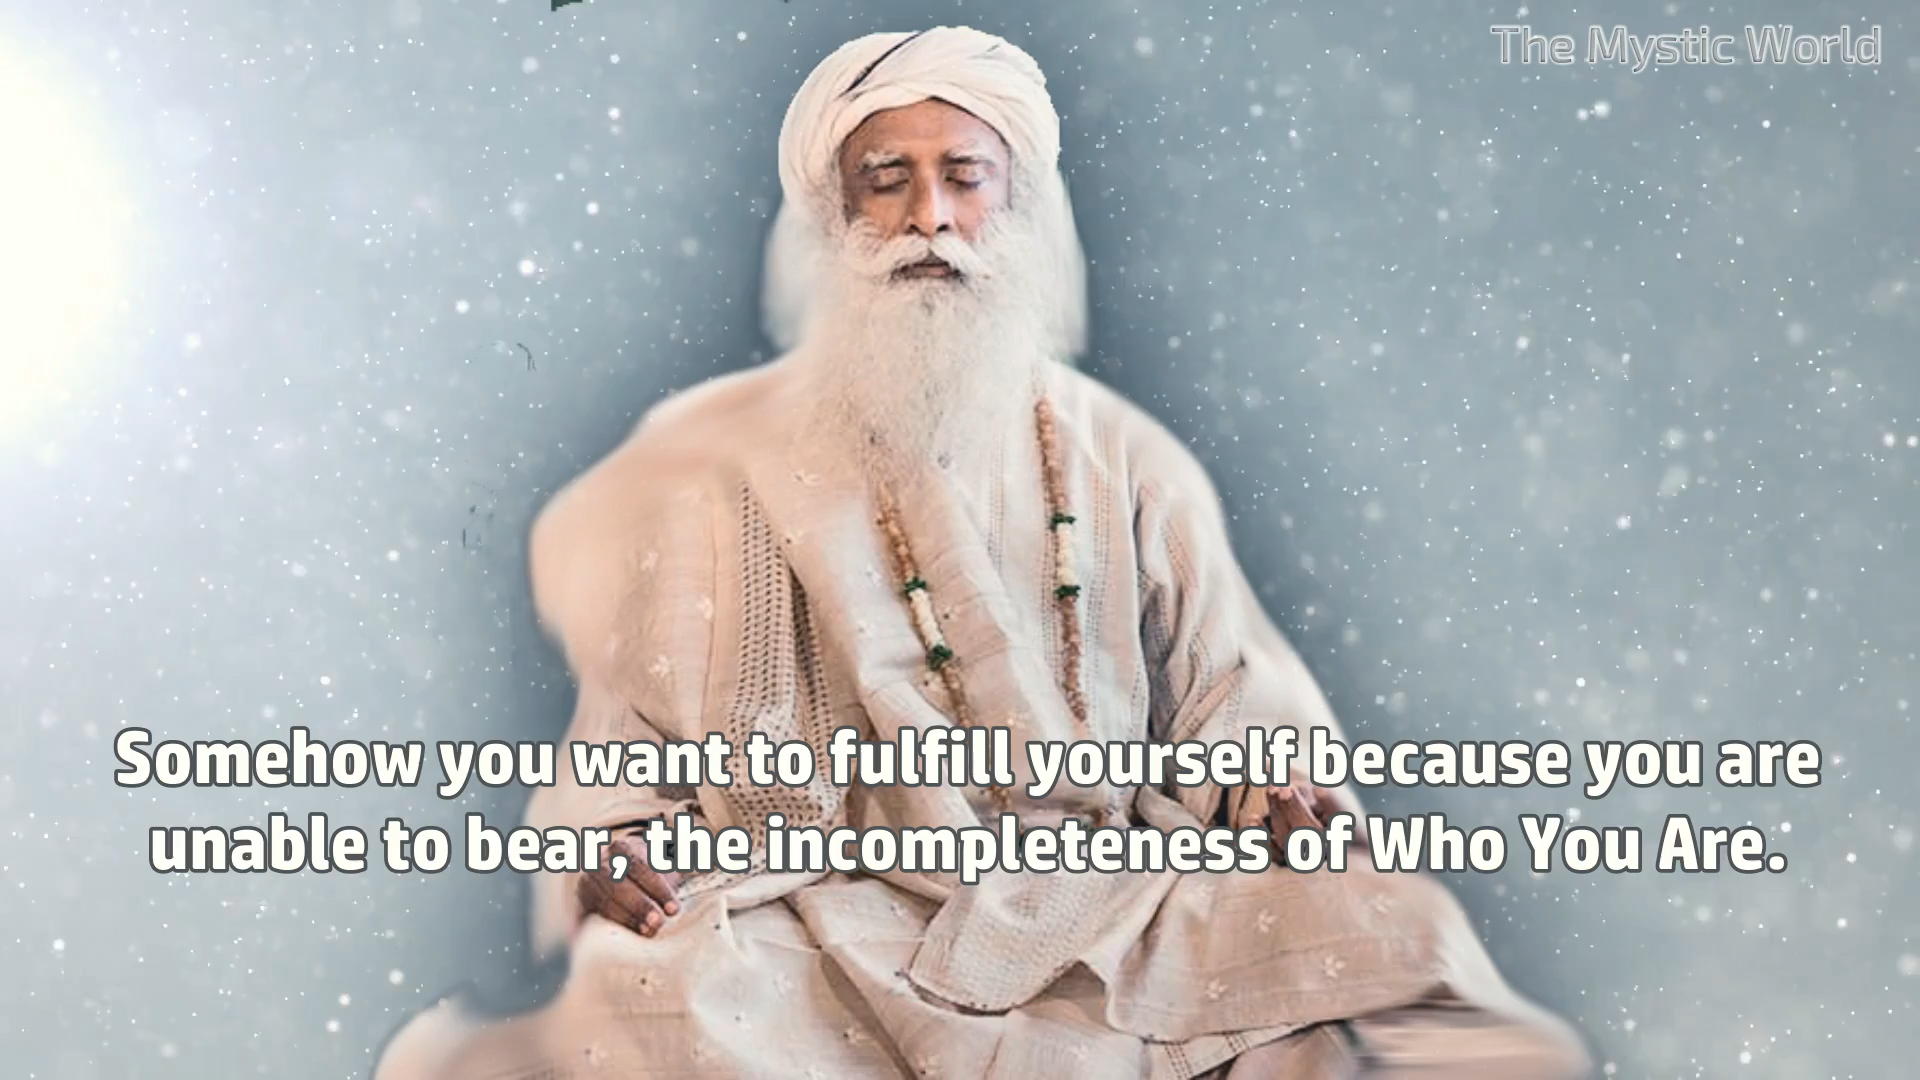 The Mystic World
Somehow you want to fulfill yourself because you are
unable to bear, the incompleteness of Who You Are.